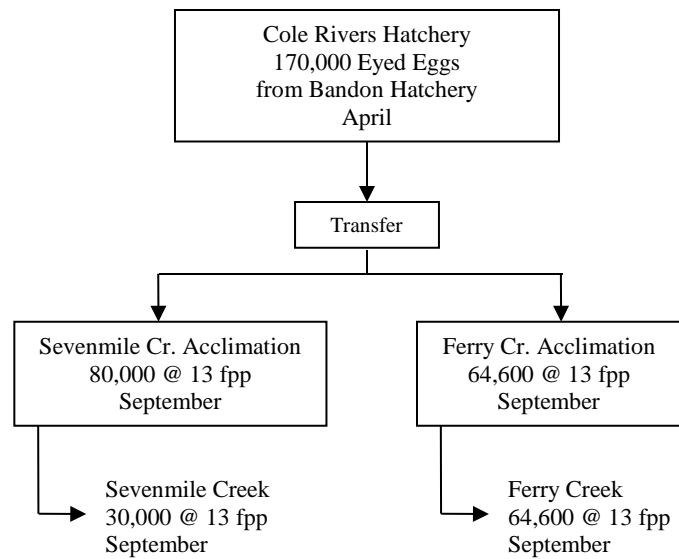 Cole Rivers Hatchery
170,000 Eyed Eggs
from Bandon Hatchery
April
Transfer
Sevenmile Cr. Acclimation
80,000 @ 13 fpp
September
Ferry Cr. Acclimation
64,600 @ 13 fpp
September
Sevenmile Creek
30,000 @ 13 fpp
September
Ferry Creek
64,600 @ 13 fpp
September